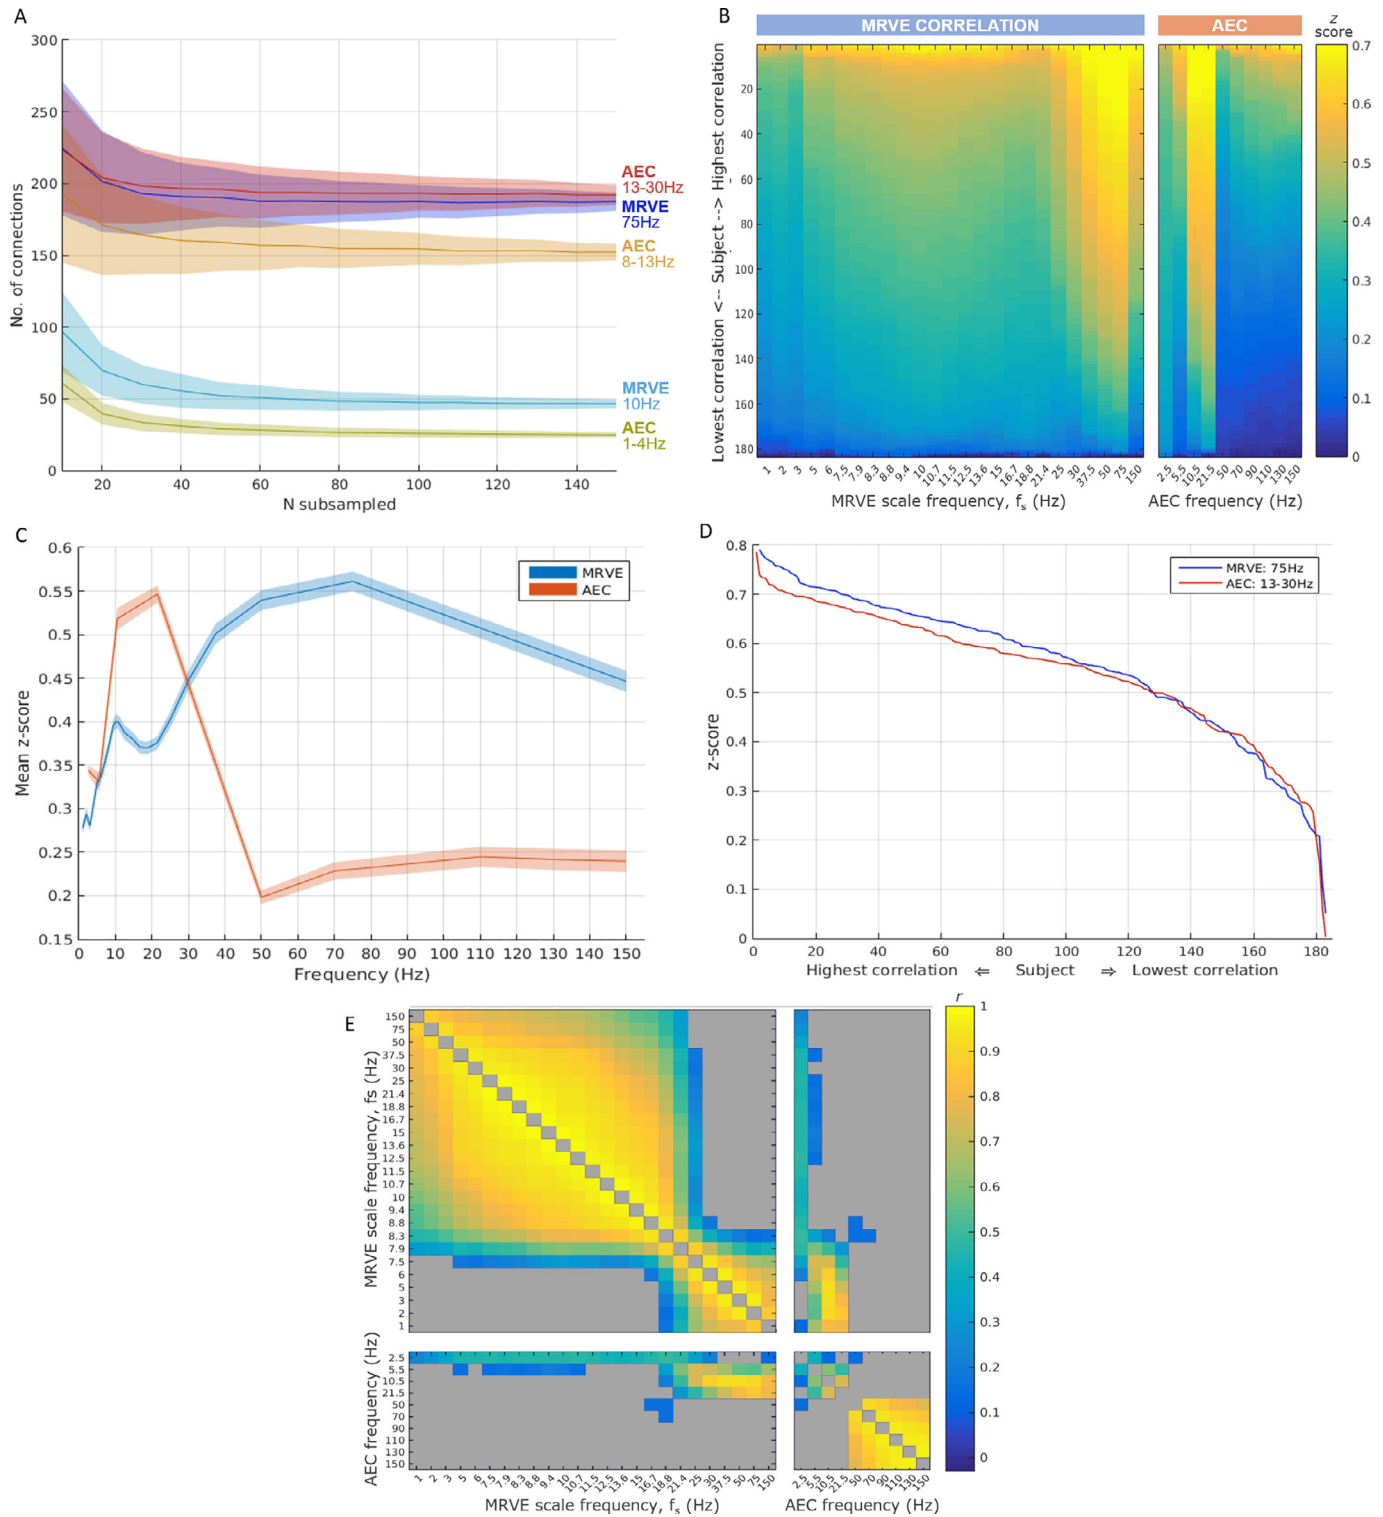 A
300
250
200
150
100
50
0
No. of connections
20 40 60 80 100 120 140
N subsampled
AEC
13-30Hz
MRVE
75Hz
AEC
8-13Hz
MRVE
10Hz
AEC
1-4Hz
B
MRVE CORRELATION
AEC
z
score
Lowest correlation <-- Subject --> Highest correlation
20
40
60
80
100
120
140
160
180
1 2 3 5 6 7.5 7.9 8.3 8.8 9.4 10 10.7 11.5 12.5 13.6 15 16.7 18.8 21.4 25 30 37.5 50 75 150
MRVE scale frequency, fs (Hz)
2.5 5.5 10.5 21.5 50 70 90 110 130 150
AEC frequency (Hz)
0.7
0.6
0.5
0.4
0.3
0.2
0.1
0
C
0.6
0.55
0.5
0.45
0.4
0.35
0.3
0.25
0.2
0.15
Mean z-score
MRVE
AEC
0 10 20 30 40 50 60 70 80 90 100 110 120 130 140 150
Frequency (Hz)
D
0.8
0.7
0.6
0.5
0.4
0.3
0.2
0.1
0
z-score
MRVE: 75Hz
AEC: 13-30Hz
0 20 40 60 80 100 120 140 160 180
Highest correlation ⇐ Subject ⇒ Lowest correlation
E
MRVE scale frequency, fs (Hz)
150
75
50
37.5
30
25
21.4
18.8
16.7
15
13.6
12.5
11.5
10.7
10
9.4
8.8
8.3
7.9
7.5
6
5
3
2
1
AEC frequency (Hz)
2.5
5.5
10.5
21.5
50
70
90
110
130
150
1 2 3 5 6 7.5 7.9 8.3 8.8 9.4 10 10.7 11.5 12.5 13.6 15 16.7 18.8 21.4 25 30 37.5 50 75 150
MRVE scale frequency, fs (Hz)
2.5 5.5 10.5 21.5 50 70 90 110 130 150
AEC frequency (Hz)
r
1
0.9
0.8
0.7
0.6
0.5
0.4
0.3
0.2
0.1
0